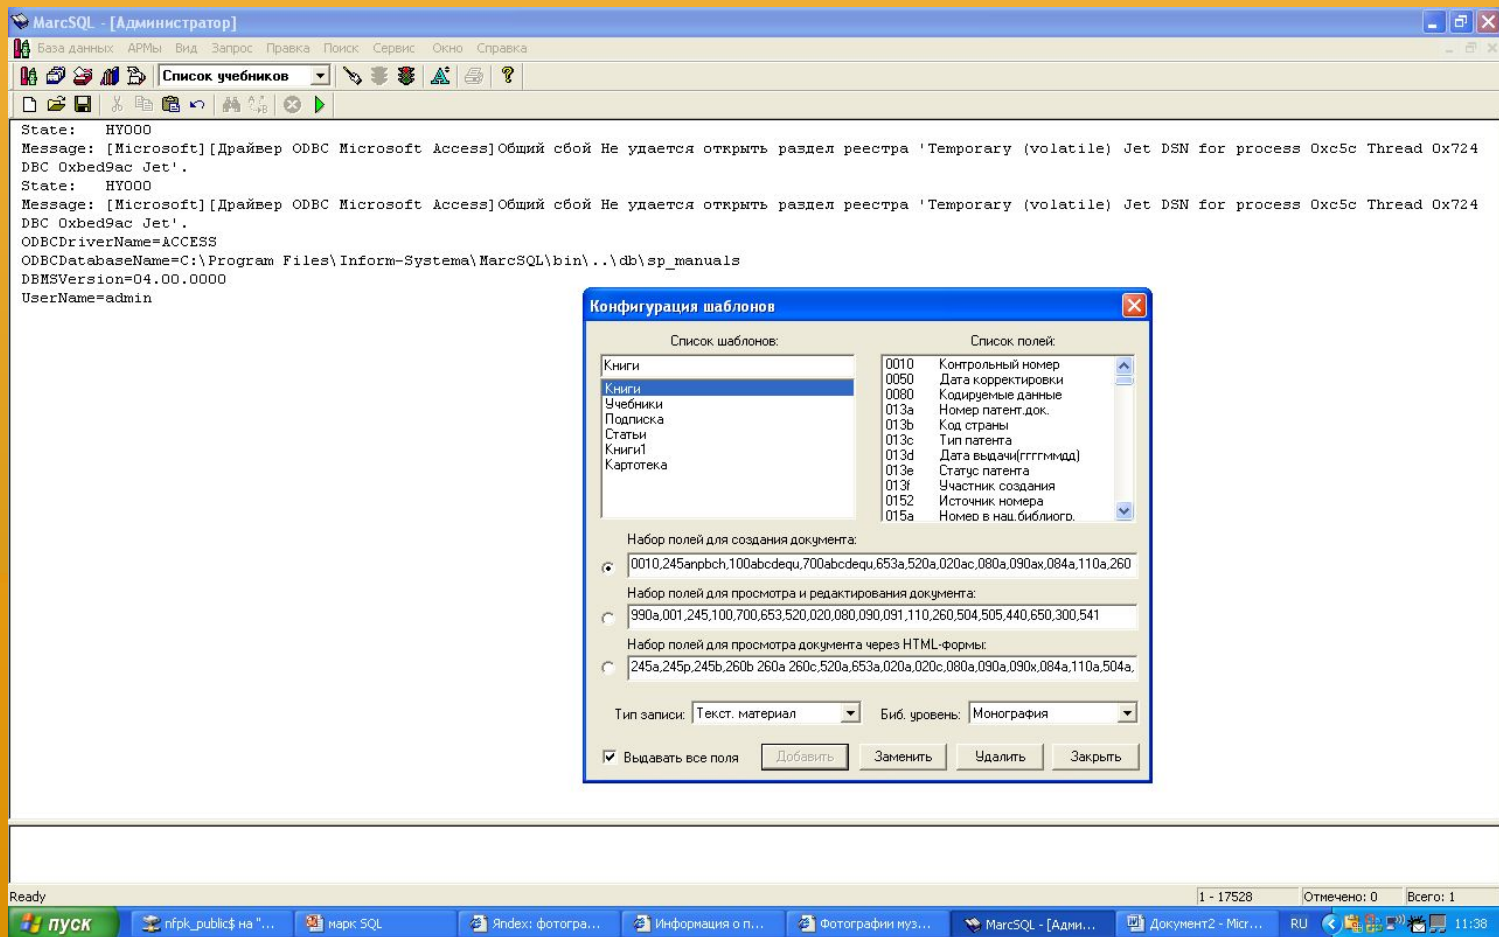 MarcSQL - [Администратор]
База данных АРМы Вид Запрос Правка Поиск Сервис Окно Справка
Список учебников
State: HY000
Message: [Microsoft][Драйвер ODBC Microsoft Access]Общий сбой Не удается открыть раздел реестра 'Temporary (volatile) Jet DSN for process 0xc5c Thread 0x724
DBC 0xbed9ac Jet'.
State: HY000
Message: [Microsoft][Драйвер ODBC Microsoft Access]Общий сбой Не удается открыть раздел реестра 'Temporary (volatile) Jet DSN for process 0xc5c Thread 0x724
DBC 0xbed9ac Jet'.
ODBCDriverName=ACCESS
ODBCDatabaseName=C:\Program Files\Inform-Systema\MarcSQL\bin\..\db\sp_manuals
DBMSVersion=04.00.0000
UserName=admin
Конфигурация шаблонов
Список шаблонов:
Книги
Книги
Учебники
Подписка
Статьи
Книги1
Картотека
Список полей:
0010 Контрольный номер
0050 Дата корректировки
0080 Кодируемые данные
013a Номер патент.док.
013b Код страны
013c Тип патента
013d Дата выдачи(ггггммдд)
013e Статус патента
013f Участник создания
0152 Источник номера
015a Номер в нац.библиогр.
Набор полей для создания документа:
0010,245anpbch,100abcdequ,700abcdequ,653a,520a,020ac,080a,090ax,084a,110a,260
Набор полей для просмотра и редактирования документа:
990a,001,245,100,700,653,520,020,080,090,091,110,260,504,505,440,650,300,541
Набор полей для просмотра документа через HTML-формы:
245a,245p,245b,260b 260a 260c,520a,653a,020a,020c,080a,090a,090x,084a,110a,504a,
Тип записи: Текст. материал Биб. уровень: Монография
Выдавать все поля Добавить Заменить Удалить Закрыть
Ready 1 - 17528 Отмечено: 0 Всего: 1
пуск nfpk_public$ на "... марк SQL Яndex: фотогра... Информация о п... Фотографии муз... MarcSQL - [Адми... Документ2 - Micr... RU 11:38